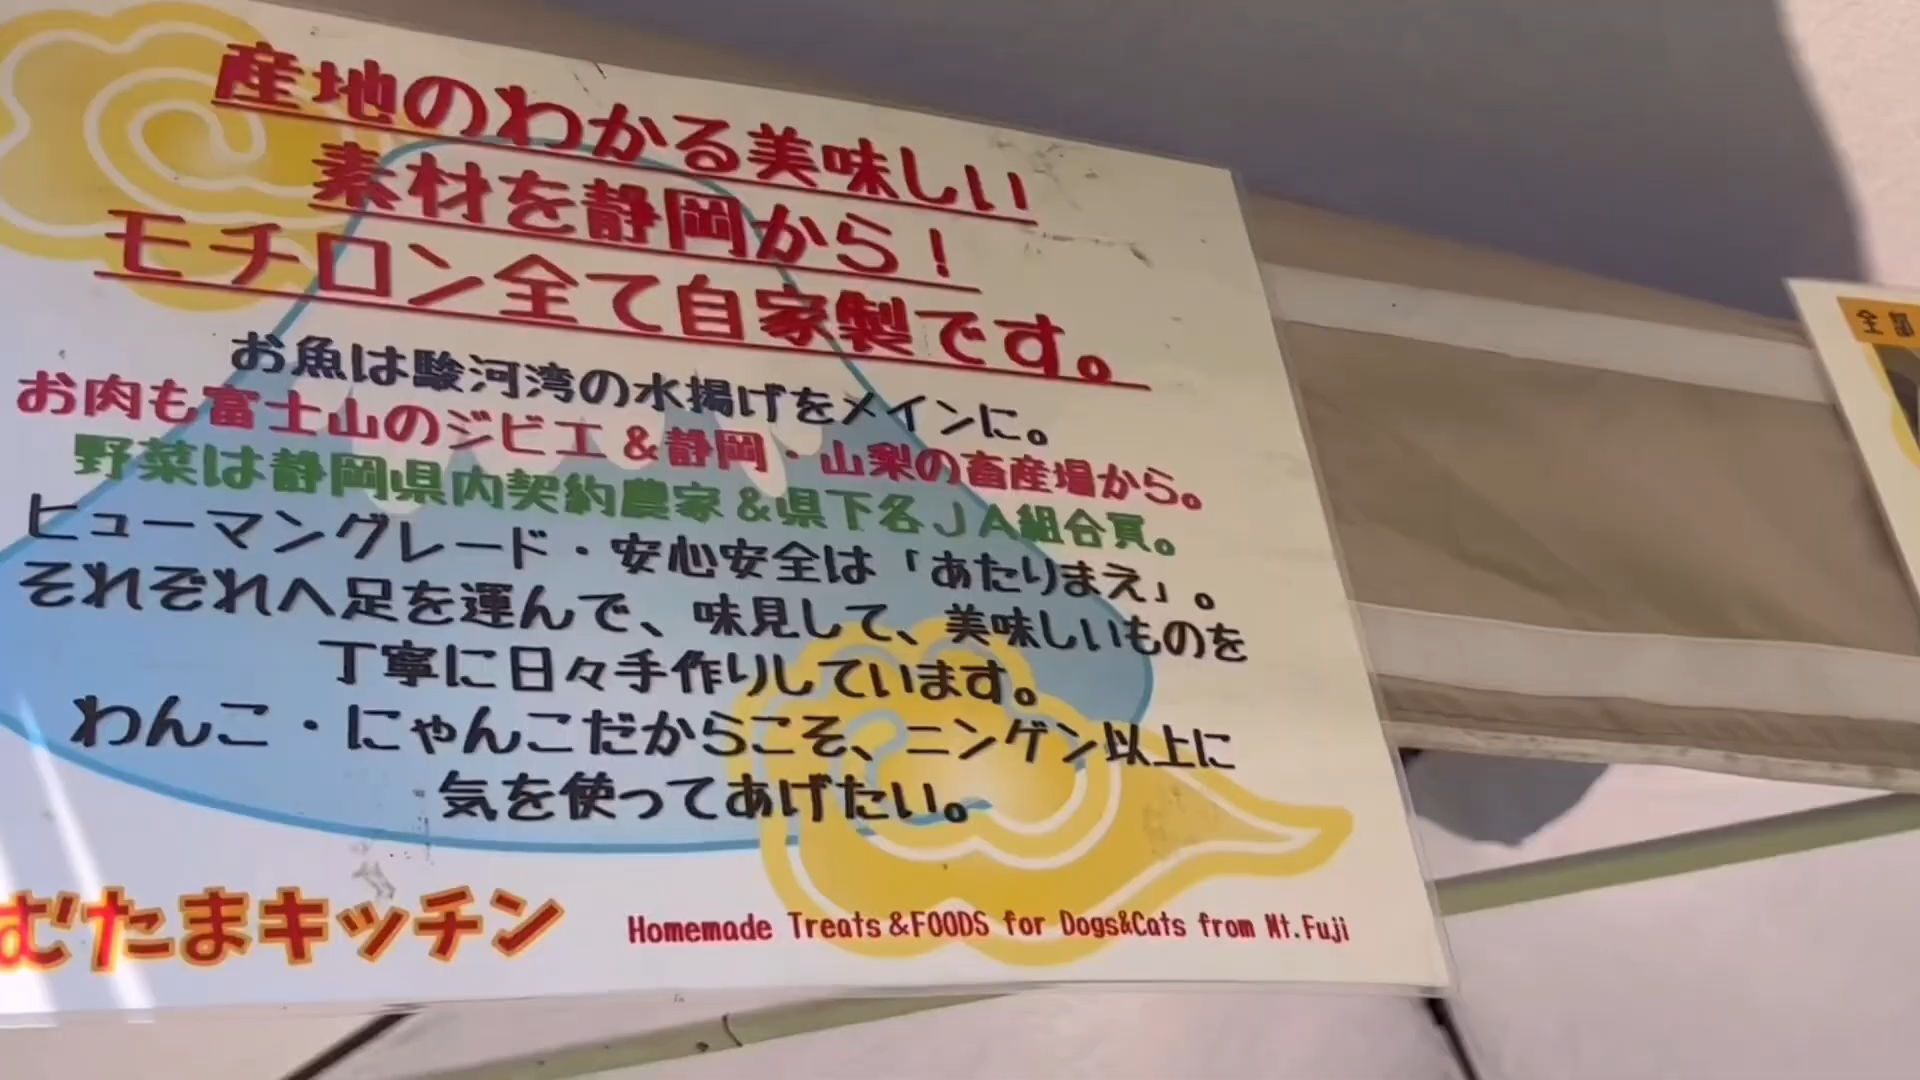 産地のわかる美味しい
素材を静岡から！
モチロン全て自家製です。
お魚は駿河湾の水揚げをメインに。
お肉も富士山のジビエ＆静岡・山梨の畜産場から。
野菜は静岡県内契約農家＆県下各ＪＡ組合員。
ヒューマングレード・安心安全は「あたりまえ」。
それぞれへ足を運んで、味見して、美味しいものを
丁寧に日々手作りしています。
わんこ・にゃんこだからこそ、ニンゲン以上に
気を使ってあげたい。
むたまキッチン
Homemade Treats&FOODS for Dogs&Cats from Mt.Fuji
全部